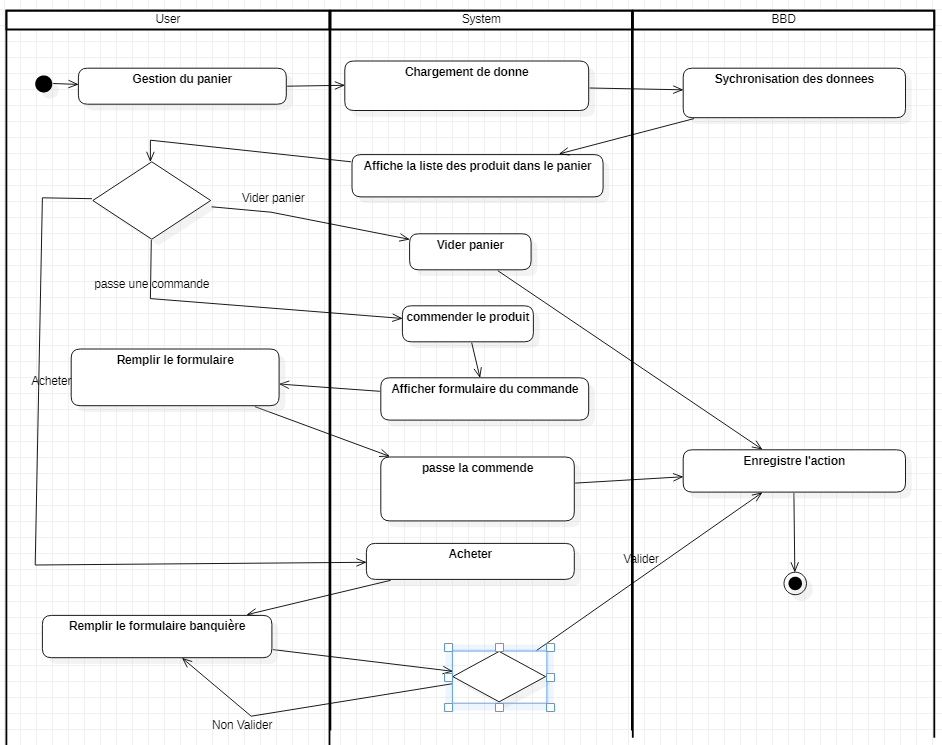 User
System
BBD
Gestion du panier
Chargement de donne
Sychronisation des donnees
Affiche la liste des produit dans le panier
Vider panier
Vider panier
passe une commande
commender le produit
Remplir le formulaire
Acheter
Afficher formulaire du commande
passe la commende
Enregistre l'action
Acheter
Valider
Remplir le formulaire banquière
Non Valider